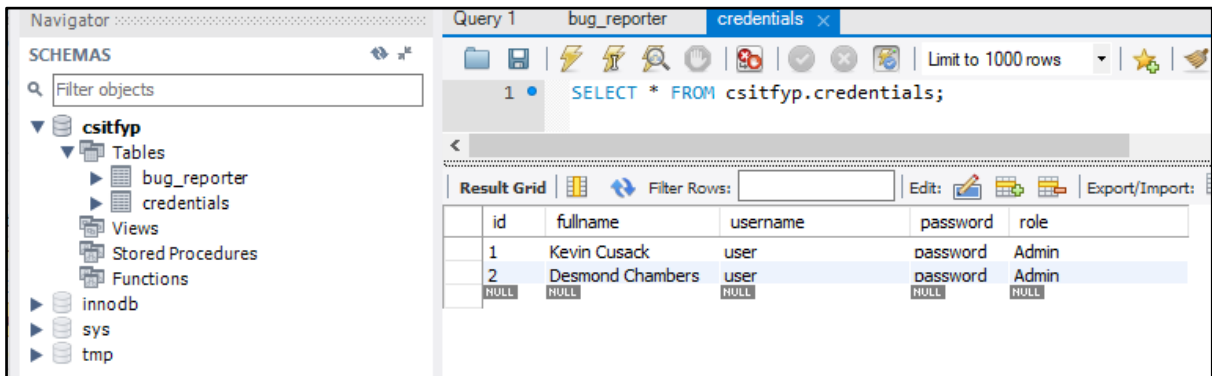 Navigator
SCHEMAS
Filter objects
csitfyp
Tables
bug_reporter
credentials
Views
Stored Procedures
Functions
innodb
sys
tmp
Query 1 bug_reporter credentials
Limit to 1000 rows
1 SELECT * FROM csitfyp.credentials;
Result Grid Filter Rows: Edit: Export/Import:
id fullname username password role
1 Kevin Cusack user password Admin
2 Desmond Chambers user password Admin
NULL NULL NULL NULL NULL